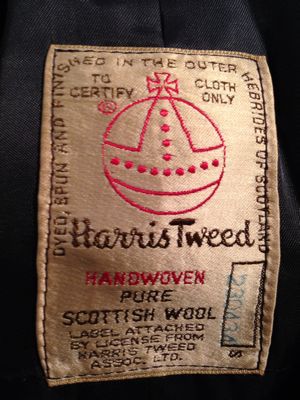 DYED, SPUN AND FINISHED IN THE OUTER HEBRIDES OF SCOTLAND
TO CERTIFY
CLOTH ONLY
®
Harris Tweed
HANDWOVEN
PURE
SCOTTISH WOOL
LABEL ATTACHED
BY LICENSE FROM
HARRIS TWEED
ASSOC. LTD.